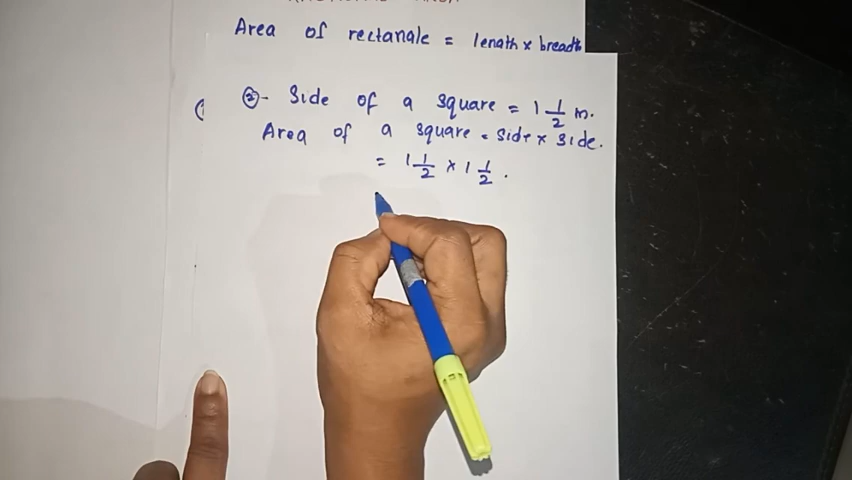 Area of rectangle = length x breadth
② - Side of a square = 1 1/2 m.
Area of a square = side x side.
= 1 1/2 x 1 1/2 .